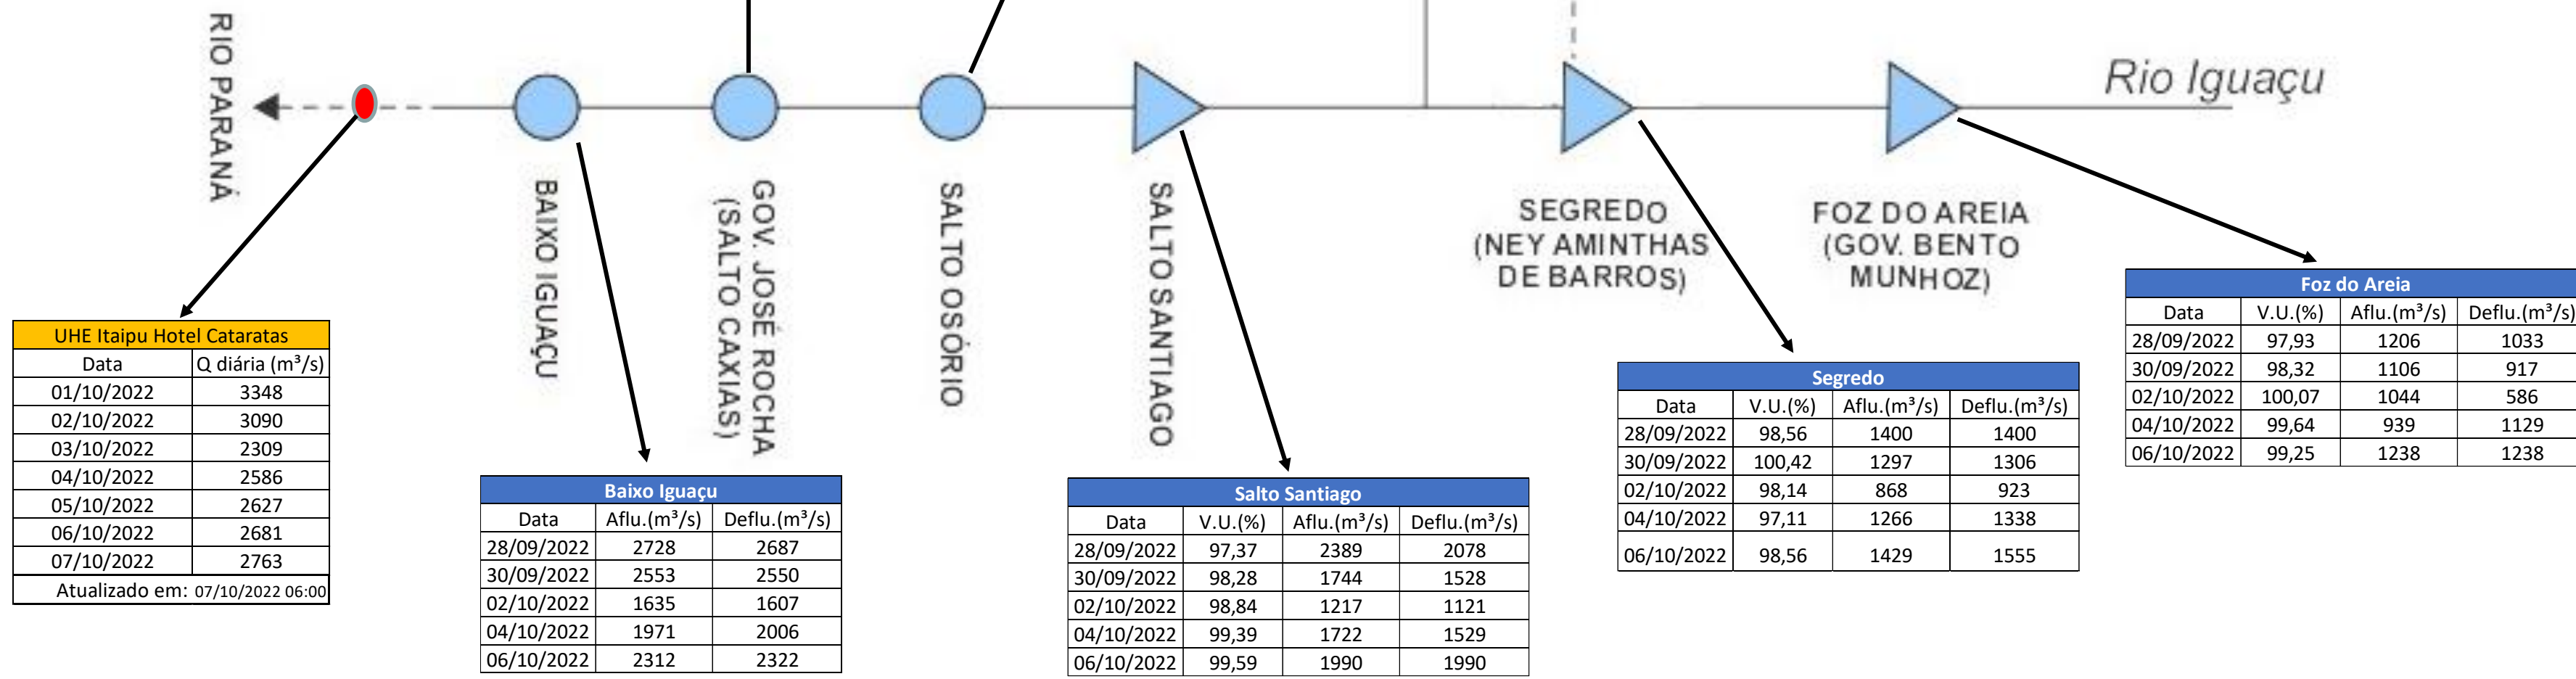 RIO PARANÁ
Rio Iguaçu
BAIXO IGUAÇU
GOV. JOSÉ ROCHA
(SALTO CAXIAS)
SALTO OSÓRIO
SALTO SANTIAGO
SEGREDO
(NEY AMINTHAS
DE BARROS)
FOZ DO AREIA
(GOV. BENTO
MUNHOZ)
UHE Itaipu Hotel Cataratas
Data Q diária (m³/s)
01/10/2022 3348
02/10/2022 3090
03/10/2022 2309
04/10/2022 2586
05/10/2022 2627
06/10/2022 2681
07/10/2022 2763
Atualizado em: 07/10/2022 06:00
Baixo Iguaçu
Data Aflu.(m³/s) Deflu.(m³/s)
28/09/2022 2728 2687
30/09/2022 2553 2550
02/10/2022 1635 1607
04/10/2022 1971 2006
06/10/2022 2312 2322
Salto Santiago
Data V.U.(%) Aflu.(m³/s) Deflu.(m³/s)
28/09/2022 97,37 2389 2078
30/09/2022 98,28 1744 1528
02/10/2022 98,84 1217 1121
04/10/2022 99,39 1722 1529
06/10/2022 99,59 1990 1990
Segredo
Data V.U.(%) Aflu.(m³/s) Deflu.(m³/s)
28/09/2022 98,56 1400 1400
30/09/2022 100,42 1297 1306
02/10/2022 98,14 868 923
04/10/2022 97,11 1266 1338
06/10/2022 98,56 1429 1555
Foz do Areia
Data V.U.(%) Aflu.(m³/s) Deflu.(m³/s)
28/09/2022 97,93 1206 1033
30/09/2022 98,32 1106 917
02/10/2022 100,07 1044 586
04/10/2022 99,64 939 1129
06/10/2022 99,25 1238 1238